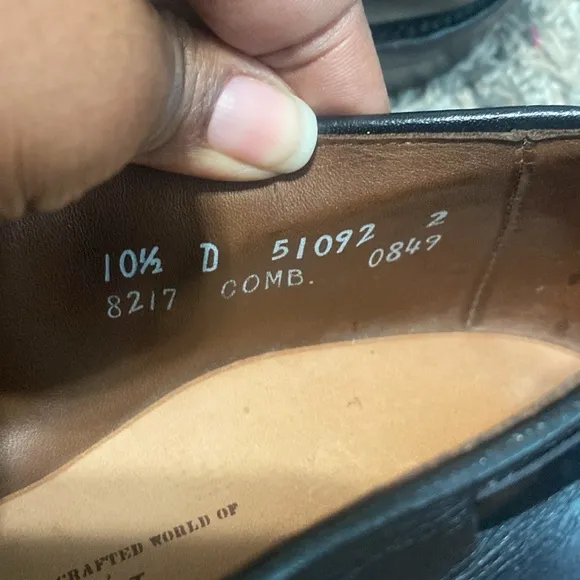 10½ D 51092 2
8217 COMB. 0849
CRAFTED WORLD OF